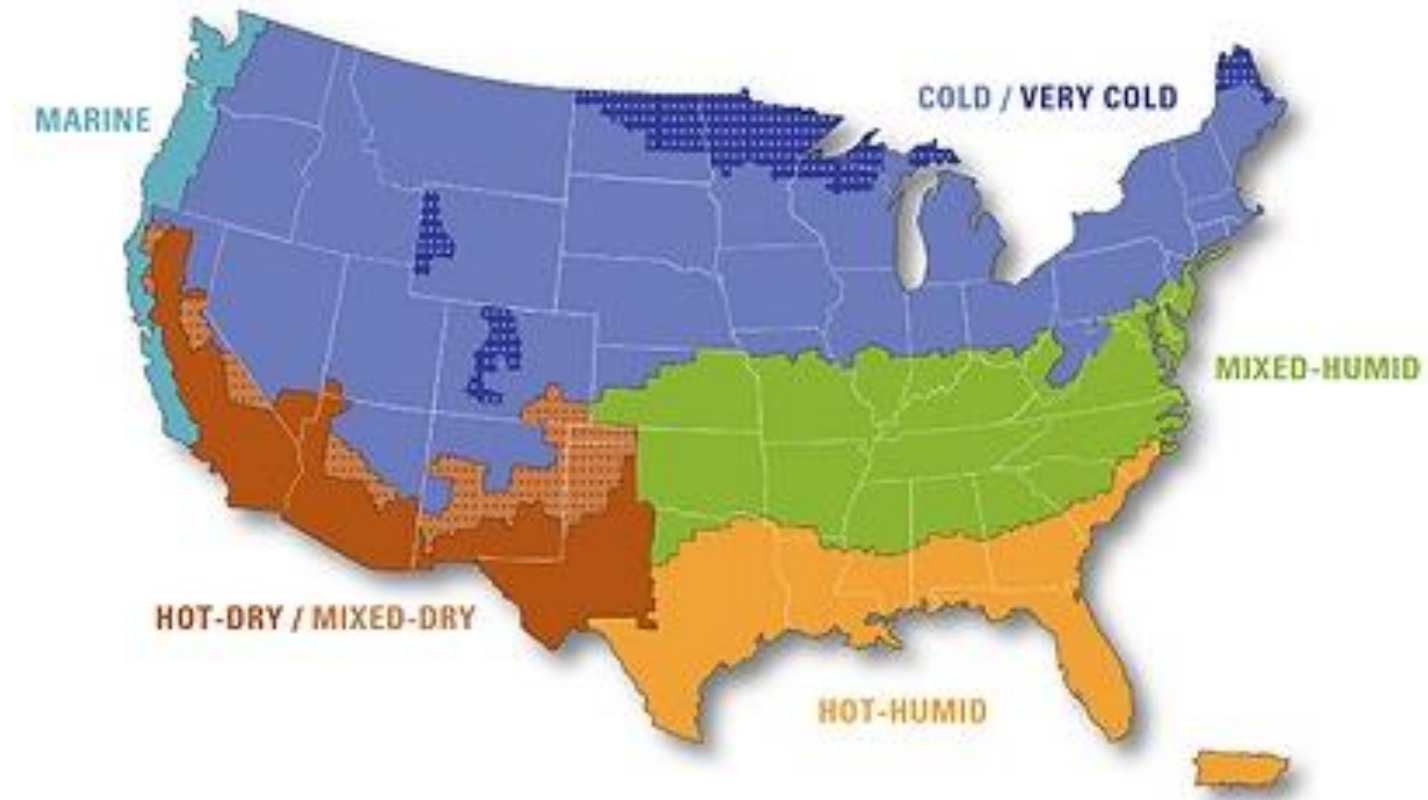 COLD / VERY COLD
MARINE
MIXED-HUMID
HOT-DRY / MIXED-DRY
HOT-HUMID